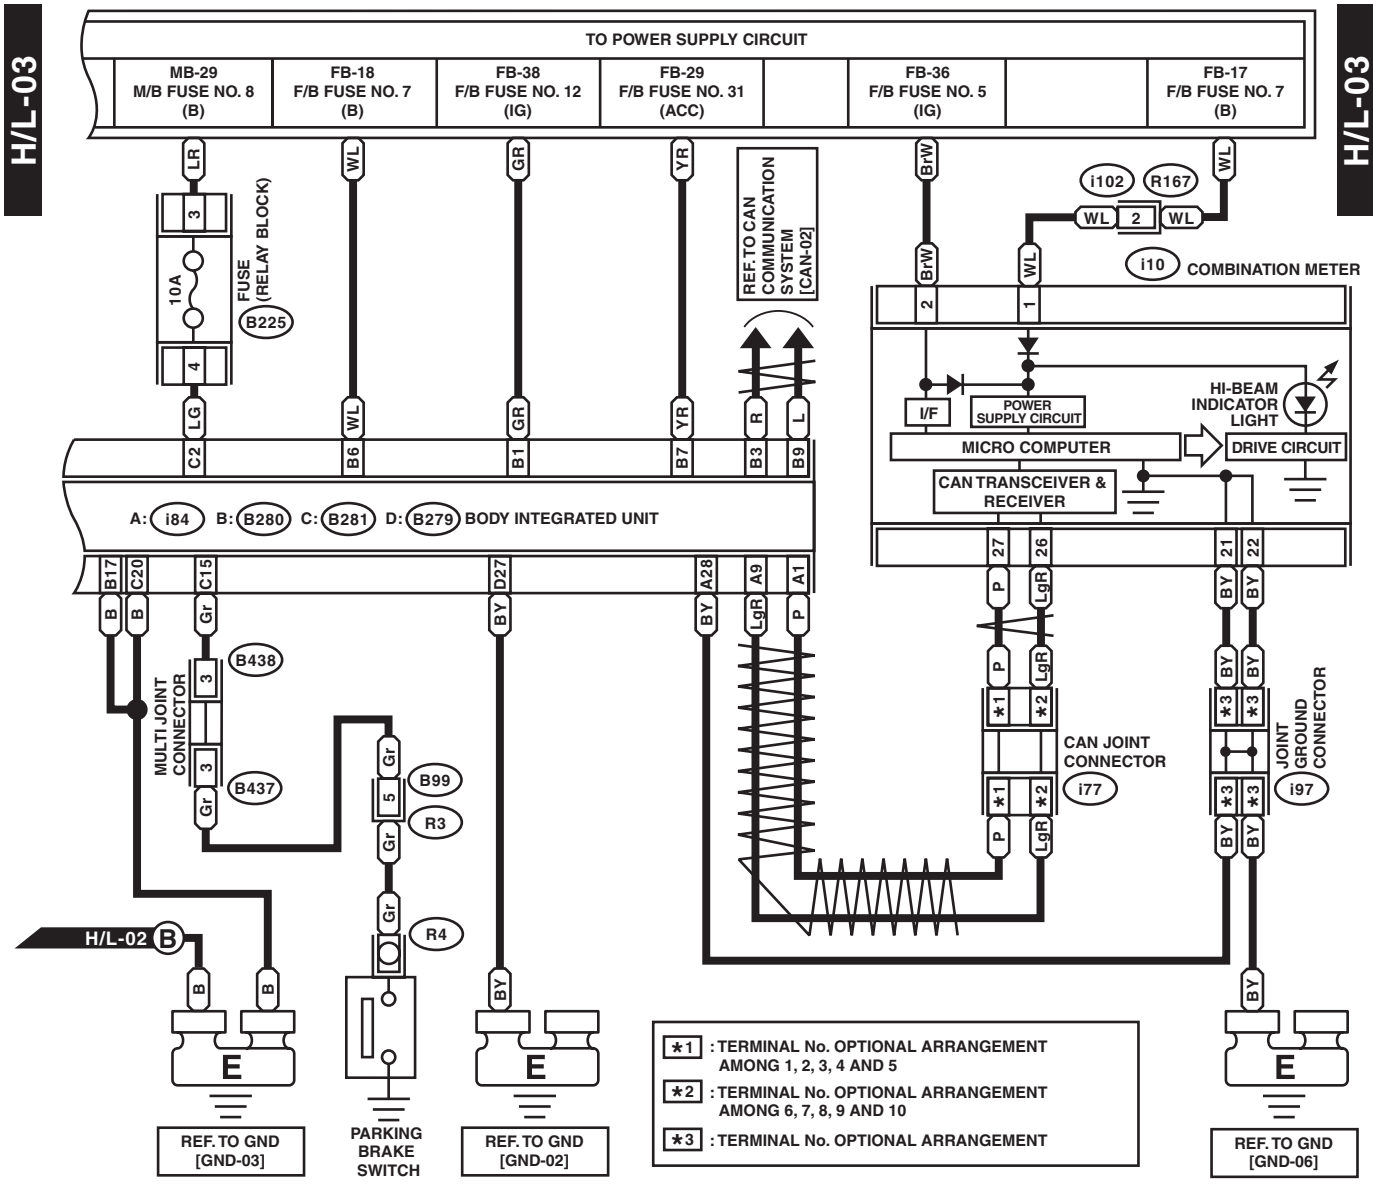 H/L-03
H/L-03
TO POWER SUPPLY CIRCUIT
MB-29
M/B FUSE NO. 8
(B)
FB-18
F/B FUSE NO. 7
(B)
FB-38
F/B FUSE NO. 12
(IG)
FB-29
F/B FUSE NO. 31
(ACC)
FB-36
F/B FUSE NO. 5
(IG)
FB-17
F/B FUSE NO. 7
(B)
LR
WL
GR
YR
BrW
WL
REF. TO CAN
COMMUNICATION
SYSTEM
[CAN-02]
i102
R167
WL
2
WL
3
10A
FUSE
(RELAY BLOCK)
B225
4
BrW
WL
i10
COMBINATION METER
2
1
LG
WL
GR
YR
R
L
C2
B6
B1
B7
B3
B9
HI-BEAM
INDICATOR
LIGHT
I/F
POWER
SUPPLY CIRCUIT
MICRO COMPUTER
DRIVE CIRCUIT
CAN TRANSCEIVER &
RECEIVER
A: i84 B: B280 C: B281 D: B279 BODY INTEGRATED UNIT
27
26
21
22
B17
C20
C15
D27
A28
A9
A1
B
B
Gr
BY
BY
LgR
P
P
LgR
BY
BY
B438
3
MULTI JOINT
CONNECTOR
3
B437
Gr
Gr
B99
5
R3
Gr
Gr
R4
P
LgR
BY
BY
*1
*2
*3
*3
CAN JOINT
CONNECTOR
i77
JOINT
GROUND
CONNECTOR
i97
*1
*2
*3
*3
P
LgR
BY
BY
H/L-02 B
B
B
BY
BY
E
E
E
REF. TO GND
[GND-03]
PARKING
BRAKE
SWITCH
REF. TO GND
[GND-02]
*1 : TERMINAL No. OPTIONAL ARRANGEMENT
AMONG 1, 2, 3, 4 AND 5
*2 : TERMINAL No. OPTIONAL ARRANGEMENT
AMONG 6, 7, 8, 9 AND 10
*3 : TERMINAL No. OPTIONAL ARRANGEMENT
REF. TO GND
[GND-06]